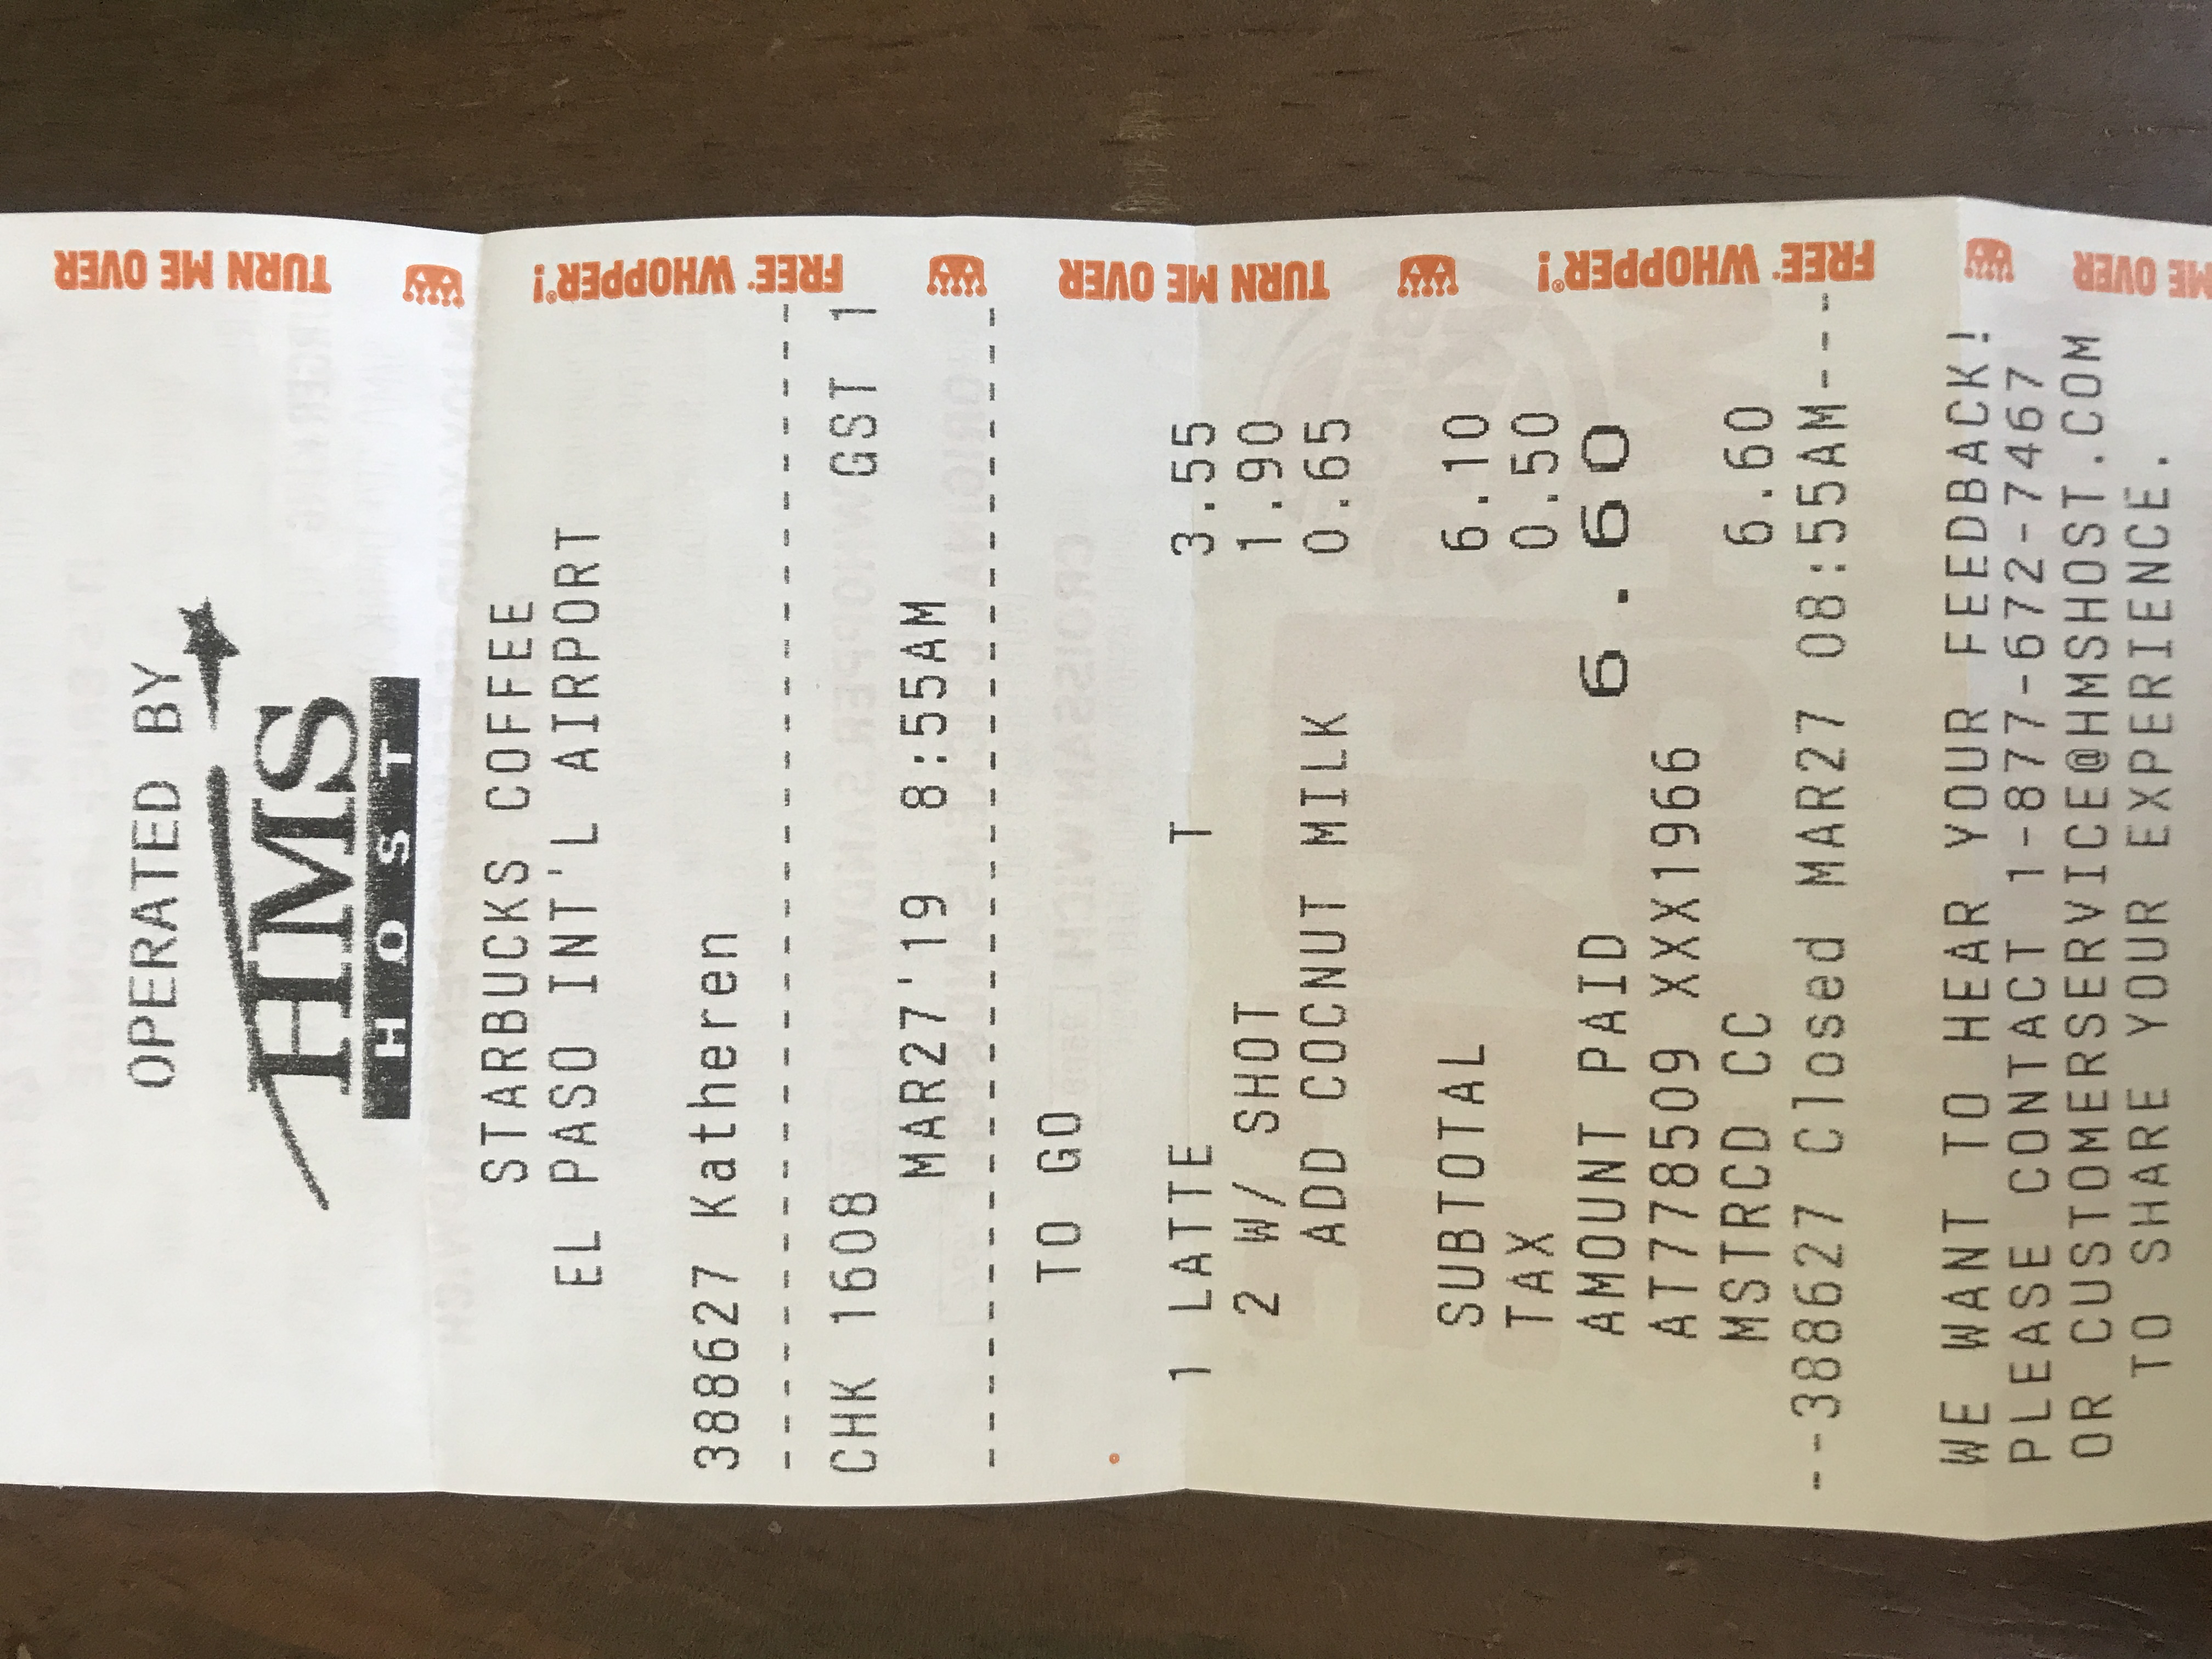 OPERATED BY
HMS
HOST
STARBUCKS COFFEE
EL PASO INT'L AIRPORT
388627 Katheren
--------------------------------
CHK 1608 GST 1
MAR27'19 8:55AM
--------------------------------
TO GO
1 LATTE T 3.55
2 W/ SHOT 1.90
ADD COCNUT MILK 0.65
SUBTOTAL 6.10
TAX 0.50
AMOUNT PAID 6.60
AT778509 XXXX1966
MSTRCD CC 6.60
--388627 Closed MAR27 08:55AM---
WE WANT TO HEAR YOUR FEEDBACK!
PLEASE CONTACT 1-877-672-7467
OR CUSTOMERSERVICE@HMSHOST.COM
TO SHARE YOUR EXPERIENCE.
ME OVER
FREE WHOPPER®!
TURN ME OVER
FREE WHOPPER®!
TURN ME OVER